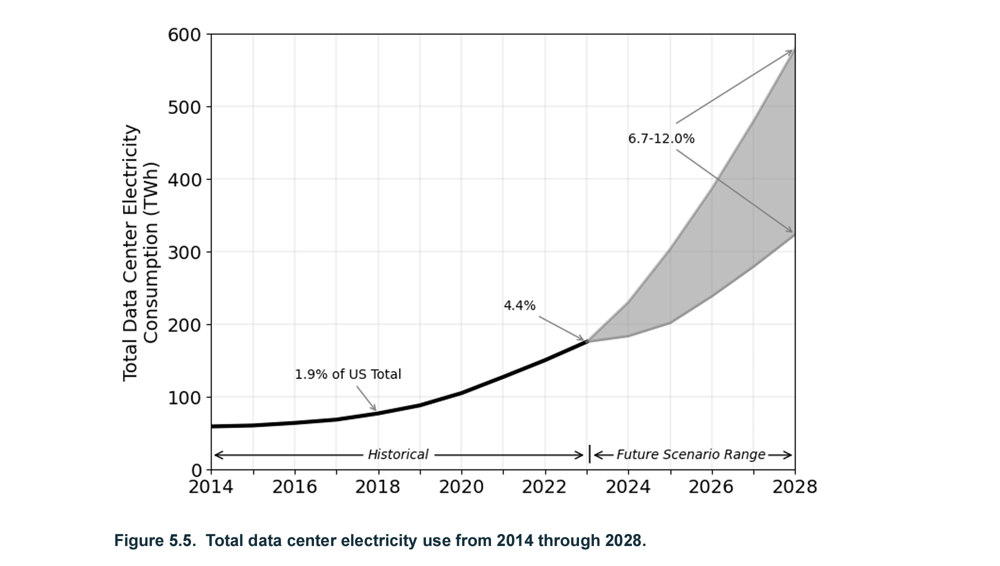 600
500
400
300
200
100
0
Total Data Center Electricity
Consumption (TWh)
6.7-12.0%
4.4%
1.9% of US Total
Historical
Future Scenario Range
2014 2016 2018 2020 2022 2024 2026 2028
Figure 5.5. Total data center electricity use from 2014 through 2028.